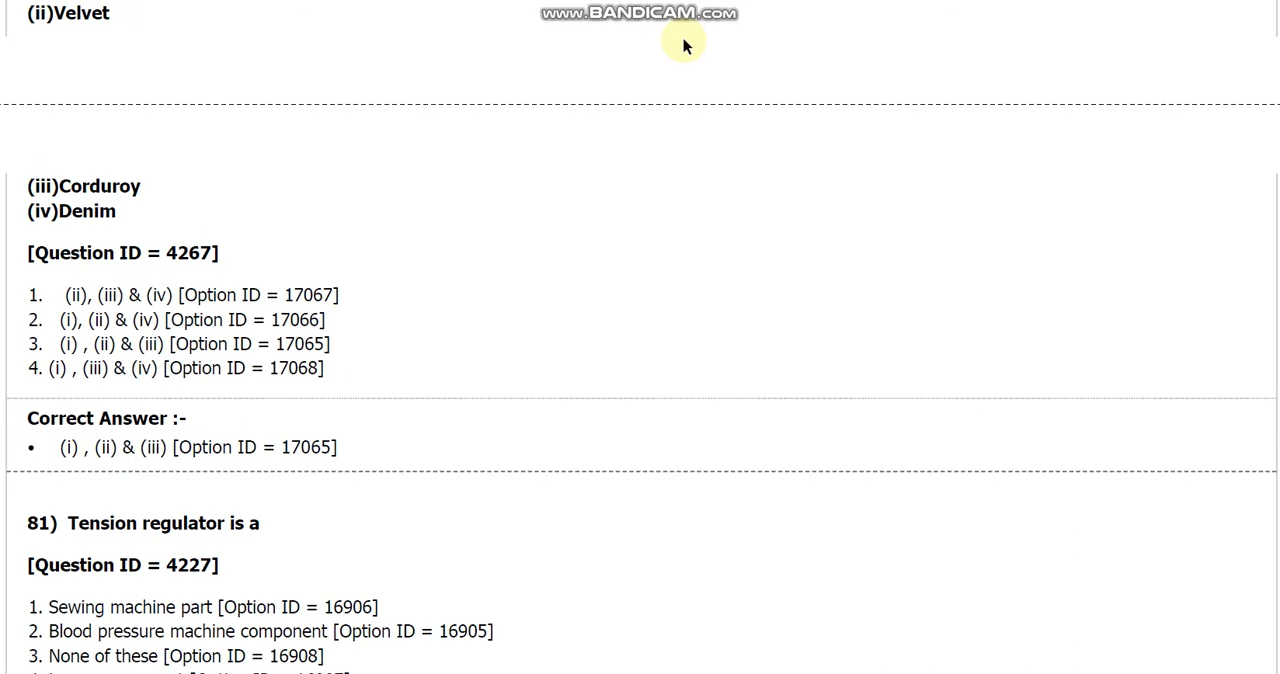 www.BANDICAM.com
(ii)Velvet
(iii)Corduroy
(iv)Denim
[Question ID = 4267]
1. (ii), (iii) & (iv) [Option ID = 17067]
2. (i), (ii) & (iv) [Option ID = 17066]
3. (i) , (ii) & (iii) [Option ID = 17065]
4. (i) , (iii) & (iv) [Option ID = 17068]
Correct Answer :-
• (i) , (ii) & (iii) [Option ID = 17065]
81) Tension regulator is a
[Question ID = 4227]
1. Sewing machine part [Option ID = 16906]
2. Blood pressure machine component [Option ID = 16905]
3. None of these [Option ID = 16908]